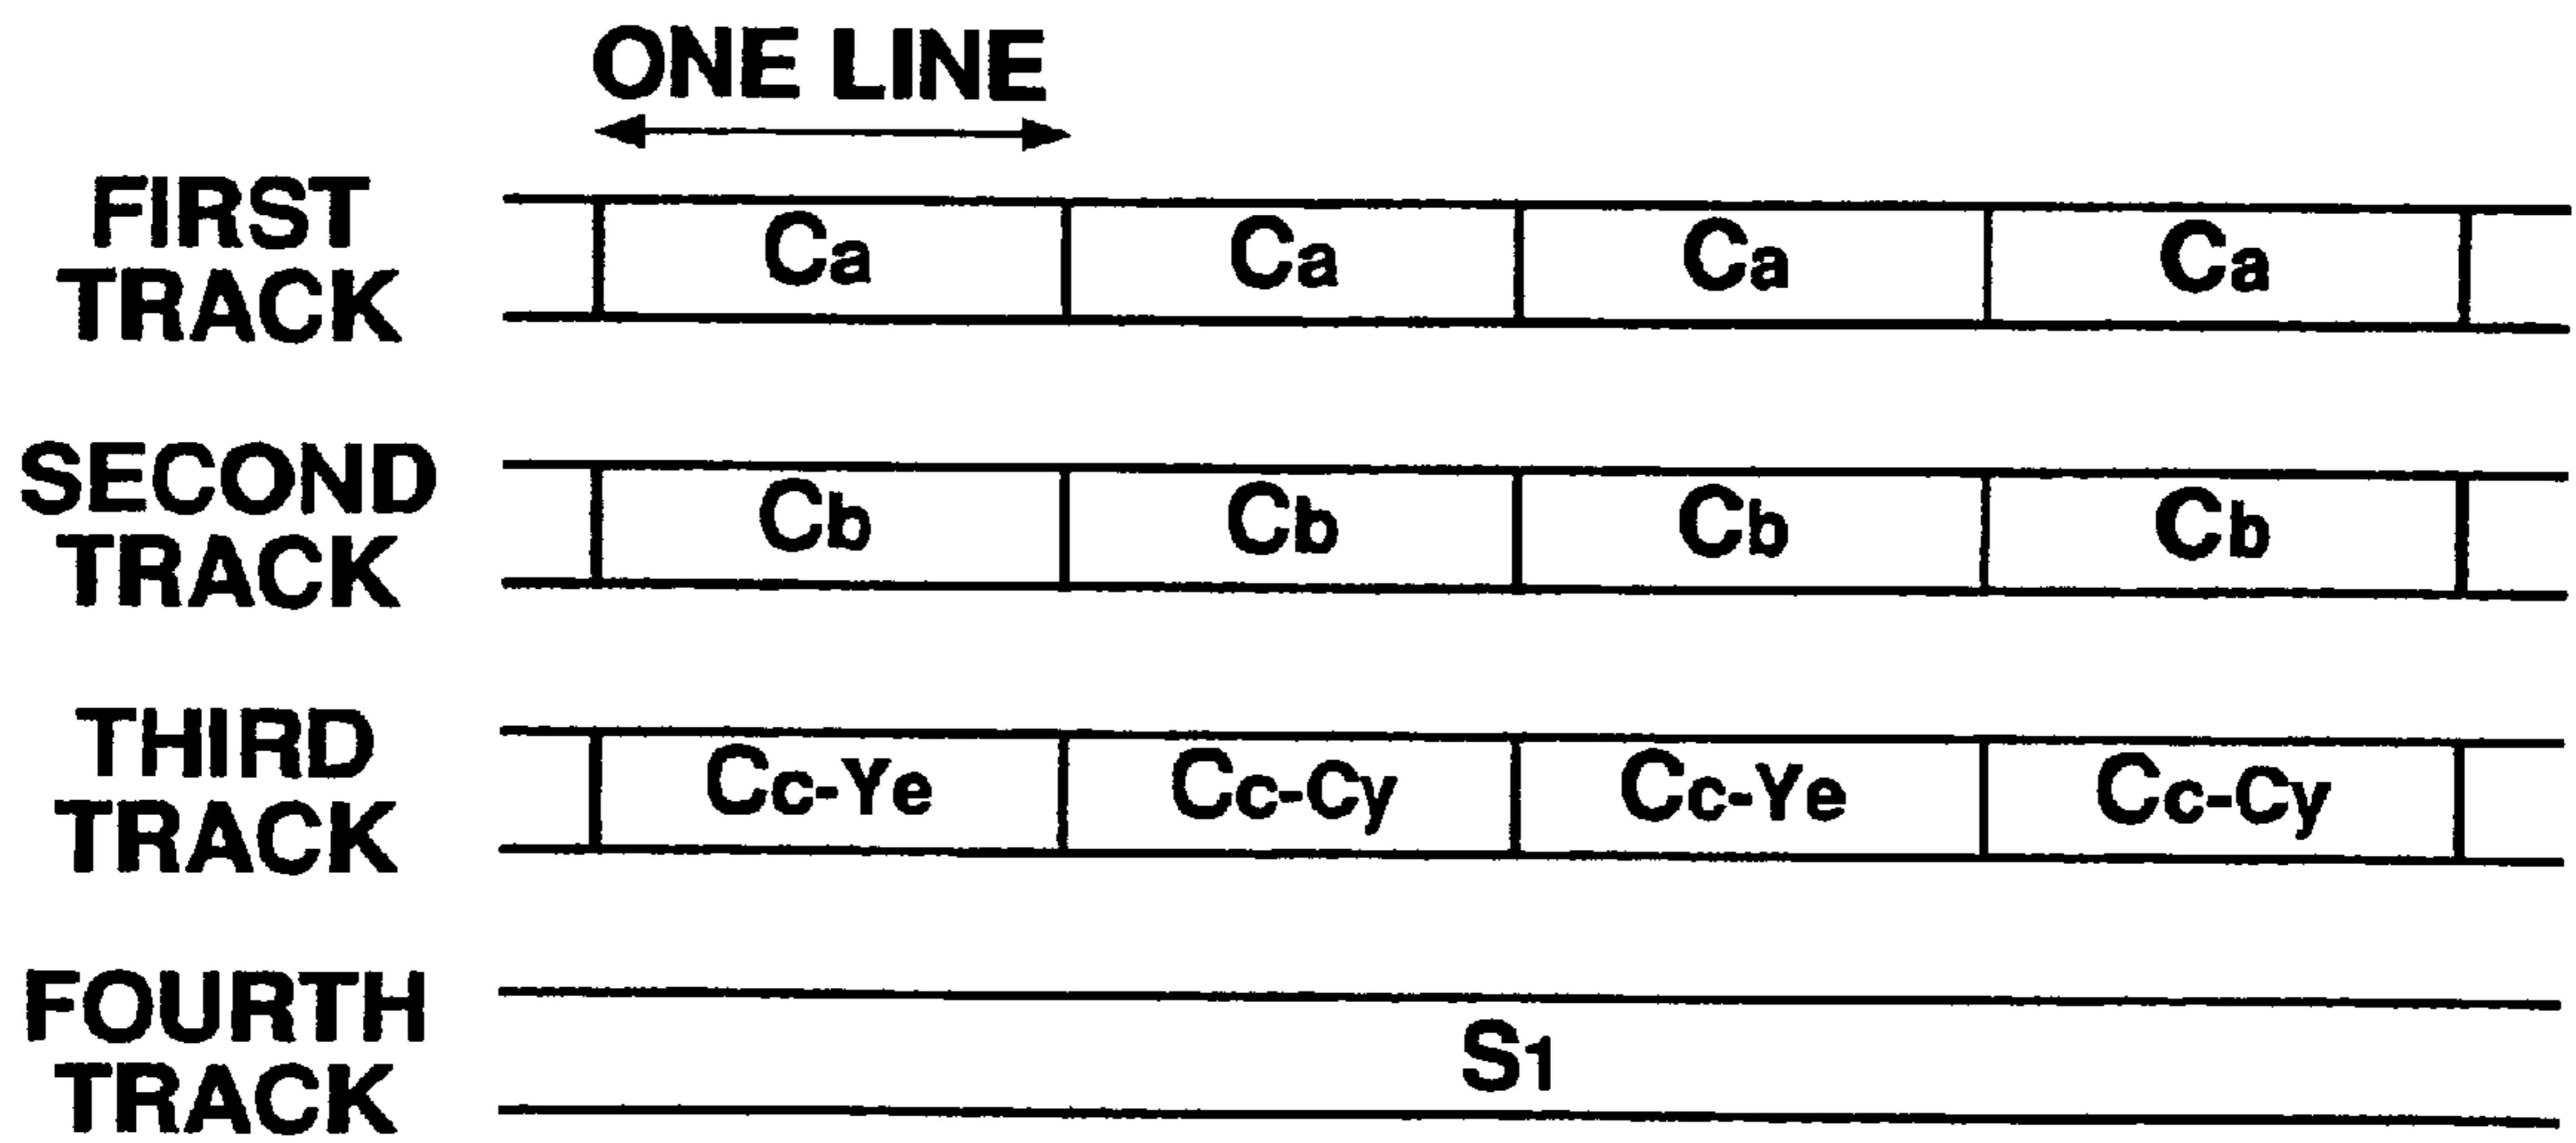 ONE LINE
FIRST
TRACK
Ca Ca Ca Ca
SECOND
TRACK
Cb Cb Cb Cb
THIRD
TRACK
Cc-Ye Cc-Cy Cc-Ye Cc-Cy
FOURTH
TRACK
S1